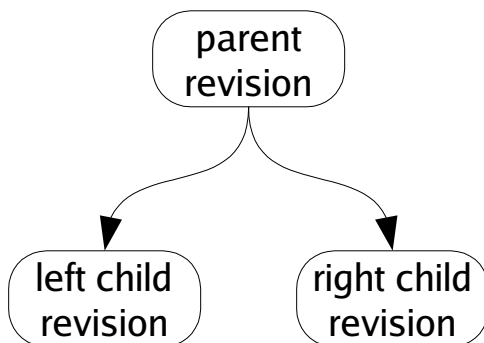 parent
revision
left child
revision
right child
revision